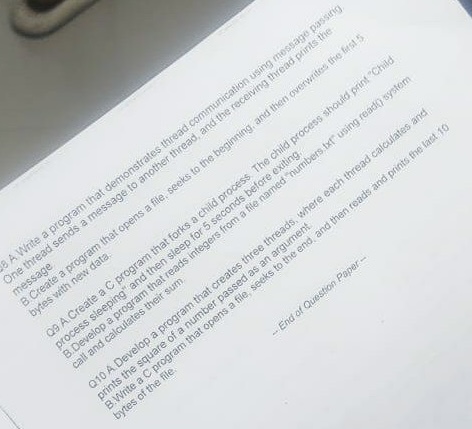 A.Write a program that demonstrates thread communication using message passing
One thread sends a message to another thread, and the receiving thread prints the
message
B.Create a program that opens a file, seeks to the beginning, and then overwrites the first 5
bytes with new data.
Q9 A.Create a C program that forks a child process. The child process should print "Child
process sleeping" and then sleep for 5 seconds before exiting.
B.Develop a program that reads integers from a file named "numbers.txt" using read() system
call and calculates their sum.
Q10 A.Develop a program that creates three threads, where each thread calculates and
prints the square of a number passed as an argument.
B.Write a C program that opens a file, seeks to the end, and then reads and prints the last 10
bytes of the file.
-- End of Question Paper --